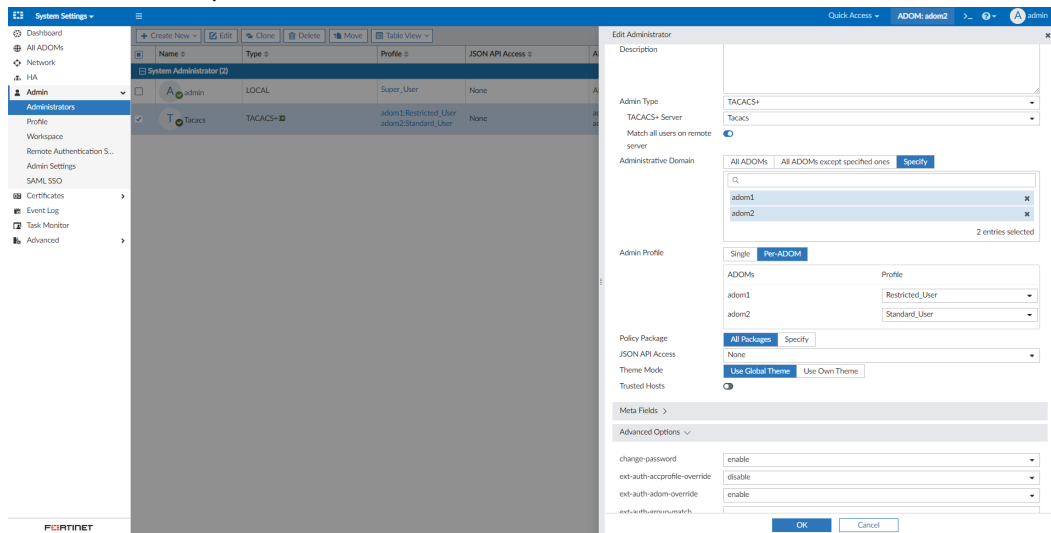 System Settings
Quick Access
ADOM: adom2
>_
?
A admin
Dashboard
All ADOMs
Network
HA
Admin
Administrators
Profile
Workspace
Remote Authentication S...
Admin Settings
SAML SSO
Certificates
Event Log
Task Monitor
Advanced
FORTINET
+ Create New
Edit
Clone
Delete
Move
Table View
Name Type Profile JSON API Access A
System Administrator (2)
A admin LOCAL Super_User None A
T Tacacs TACACS+ adom1:Restricted_User None
adom2:Standard_User
Edit Administrator
Description
Admin Type TACACS+
TACACS+ Server Tacacs
Match all users on remote
server
Administrative Domain All ADOMs All ADOMs except specified ones Specify
adom1
adom2
2 entries selected
Admin Profile Single Per-ADOM
ADOMs Profile
adom1 Restricted_User
adom2 Standard_User
Policy Package All Packages Specify
JSON API Access None
Theme Mode Use Global Theme Use Own Theme
Trusted Hosts
Meta Fields >
Advanced Options
change-password enable
ext-auth-accprofile-override disable
ext-auth-adom-override enable
ext-auth-group-match
OK Cancel